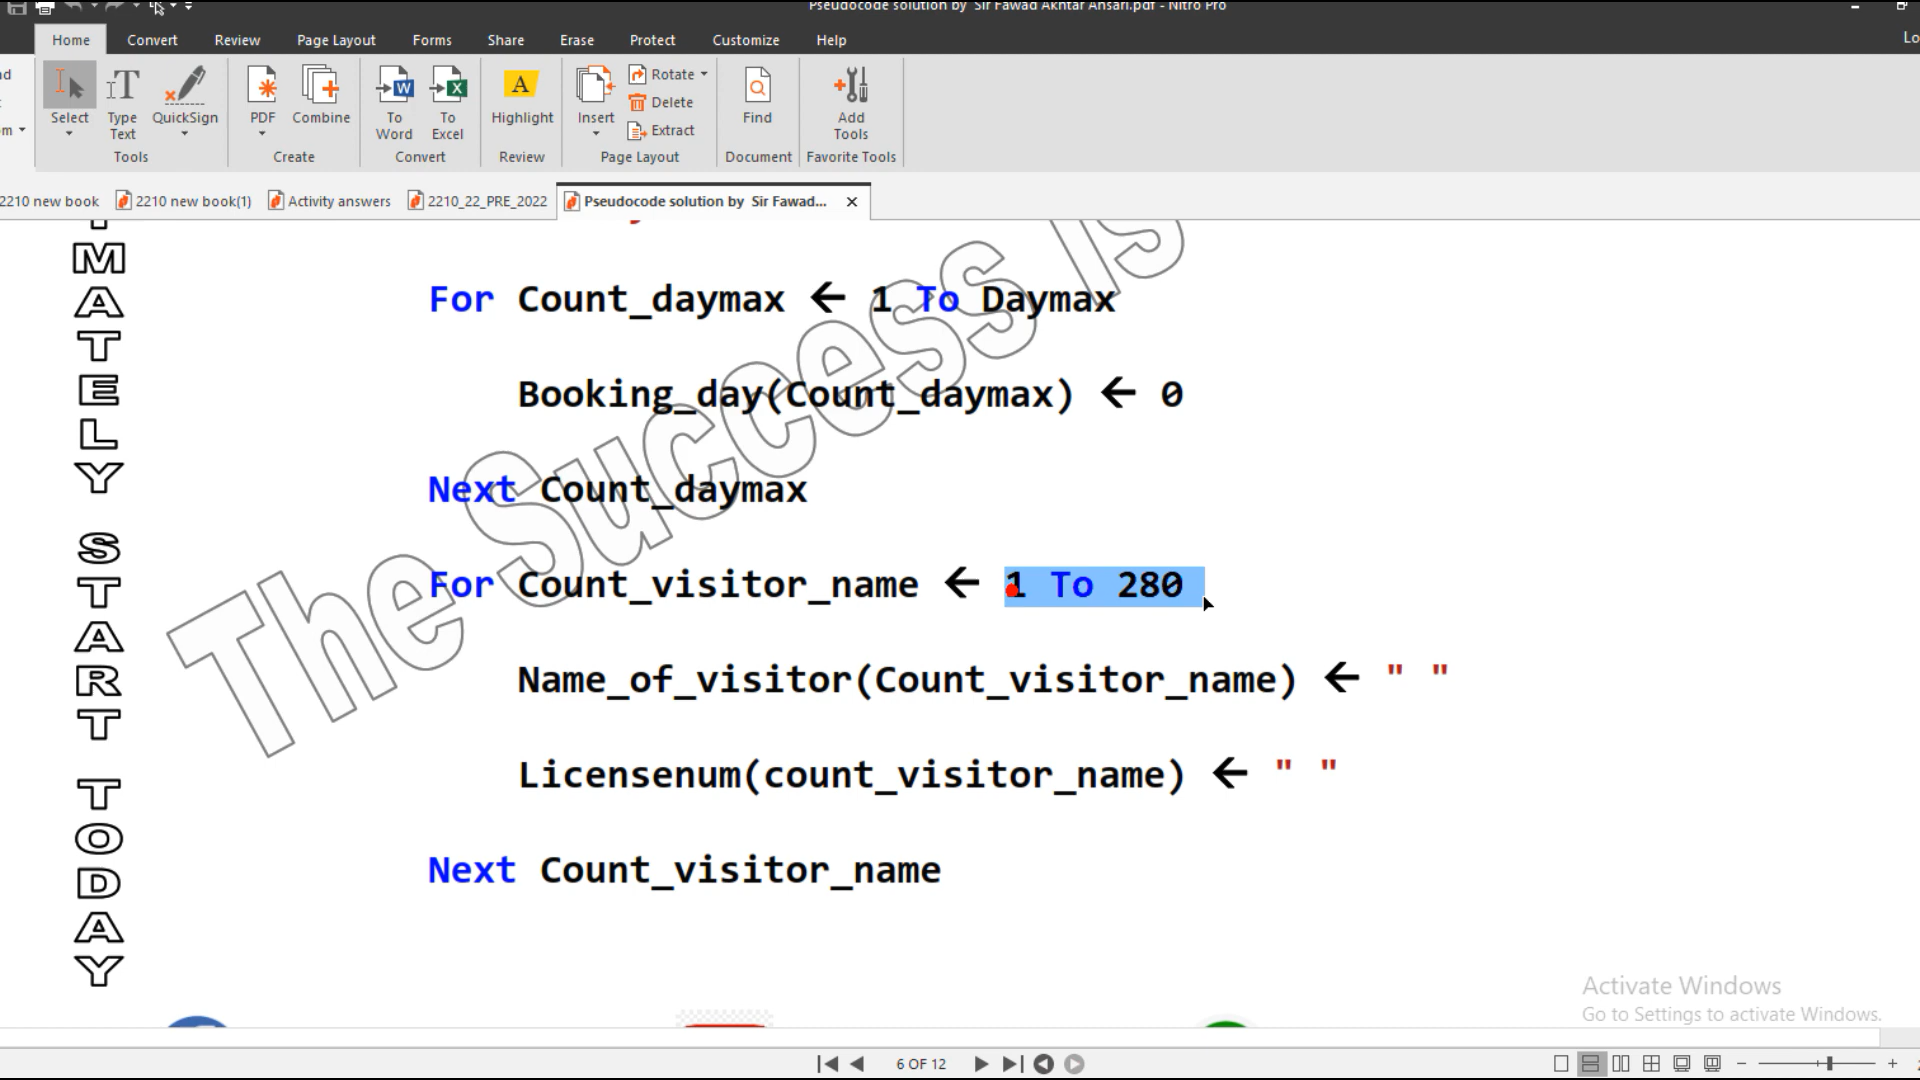 Pseudocode solution by Sir Fawad Akhtar Ansari.pdf - Nitro Pro
Home Convert Review Page Layout Forms Share Erase Protect Customize Help
Select
Type Text
QuickSign
Tools
PDF
Combine
Create
To Word
To Excel
Convert
Highlight
Review
Insert
Rotate
Delete
Extract
Page Layout
Find
Document
Add Tools
Favorite Tools
2210 new book
2210 new book(1)
Activity answers
2210_22_PRE_2022
Pseudocode solution by Sir Fawad...
MATELY START TODAY
The Success is
For Count_daymax ← 1 To Daymax
Booking_day(Count_daymax) ← 0
Next Count_daymax
For Count_visitor_name ← 1 To 280
Name_of_visitor(Count_visitor_name) ← " "
Licensenum(count_visitor_name) ← " "
Next Count_visitor_name
Activate Windows
Go to Settings to activate Windows.
6 OF 12